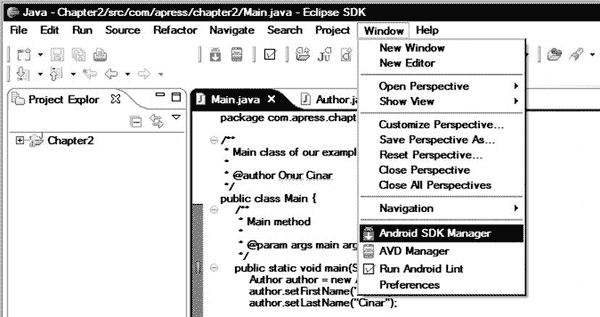 Java - Chapter2/src/com/apress/chapter2/Main.java - Eclipse SDK
File Edit Run Source Refactor Navigate Search Project Window Help
New Window
New Editor
Open Perspective
Show View
Customize Perspective...
Save Perspective As...
Reset Perspective...
Close Perspective
Close All Perspectives
Navigation
Android SDK Manager
AVD Manager
Run Android Lint
Preferences
Project Explor
Chapter2
Main.java
Author.ja
package com.apress.chapt
/**
* Main class of our example
*
* @author Onur Cinar
*/
public class Main {
/**
* Main method
*
* @param args main arg
*/
public static void main(S
Author author = new A
author.setFirstName("
author.setLastName("Cinar");